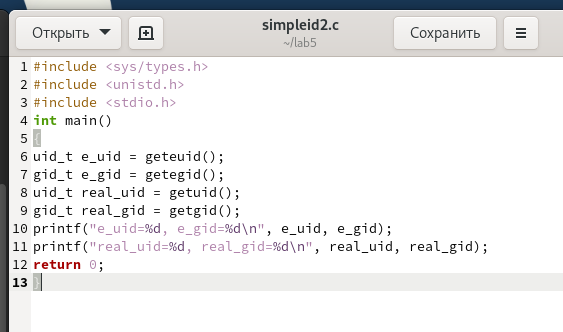 Открыть
simpleid2.c
~/lab5
Сохранить
1 #include <sys/types.h>
2 #include <unistd.h>
3 #include <stdio.h>
4 int main()
5 {
6 uid_t e_uid = geteuid();
7 gid_t e_gid = getegid();
8 uid_t real_uid = getuid();
9 gid_t real_gid = getgid();
10 printf("e_uid=%d, e_gid=%d\n", e_uid, e_gid);
11 printf("real_uid=%d, real_gid=%d\n", real_uid, real_gid);
12 return 0;
13 }